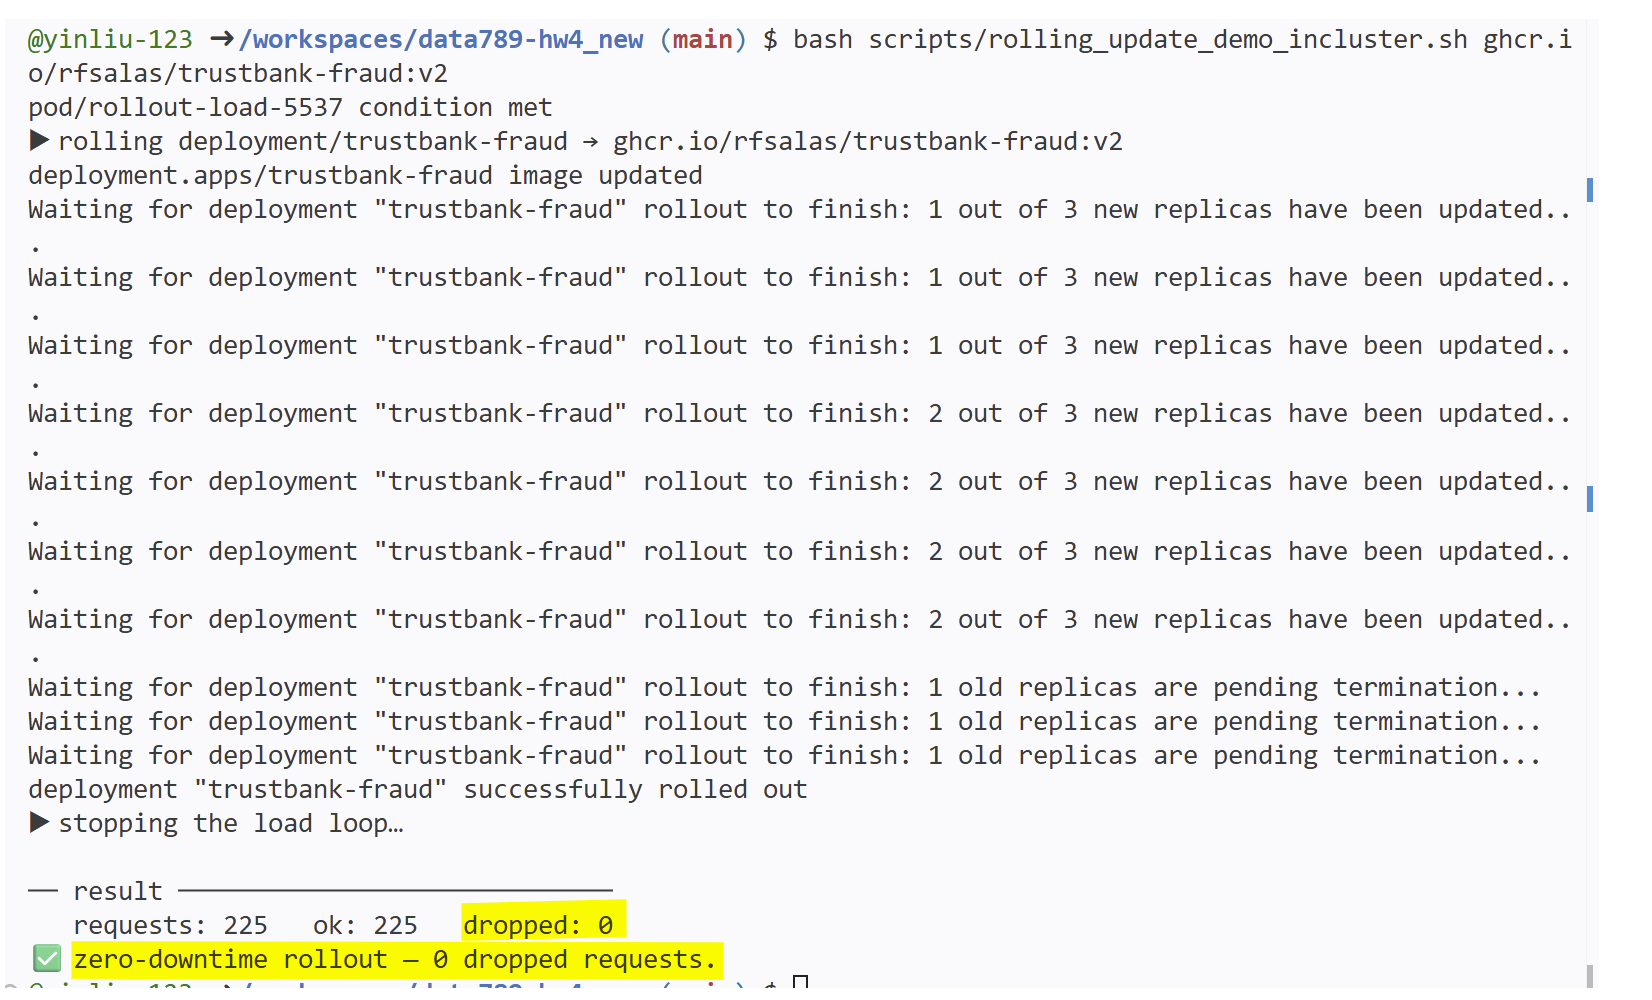 @yinliu-123 ➜ /workspaces/data789-hw4_new (main) $ bash scripts/rolling_update_demo_incluster.sh ghcr.i
o/rfsalas/trustbank-fraud:v2
pod/rollout-load-5537 condition met
▶ rolling deployment/trustbank-fraud → ghcr.io/rfsalas/trustbank-fraud:v2
deployment.apps/trustbank-fraud image updated
Waiting for deployment "trustbank-fraud" rollout to finish: 1 out of 3 new replicas have been updated..
.
Waiting for deployment "trustbank-fraud" rollout to finish: 1 out of 3 new replicas have been updated..
.
Waiting for deployment "trustbank-fraud" rollout to finish: 1 out of 3 new replicas have been updated..
.
Waiting for deployment "trustbank-fraud" rollout to finish: 2 out of 3 new replicas have been updated..
.
Waiting for deployment "trustbank-fraud" rollout to finish: 2 out of 3 new replicas have been updated..
.
Waiting for deployment "trustbank-fraud" rollout to finish: 2 out of 3 new replicas have been updated..
.
Waiting for deployment "trustbank-fraud" rollout to finish: 2 out of 3 new replicas have been updated..
.
Waiting for deployment "trustbank-fraud" rollout to finish: 1 old replicas are pending termination...
Waiting for deployment "trustbank-fraud" rollout to finish: 1 old replicas are pending termination...
Waiting for deployment "trustbank-fraud" rollout to finish: 1 old replicas are pending termination...
deployment "trustbank-fraud" successfully rolled out
▶ stopping the load loop…
── result ─────────────────────────────
requests: 225 ok: 225 dropped: 0
✅ zero-downtime rollout — 0 dropped requests.
@yinliu-123 ➜ /workspaces/data789-hw4_new (main) $